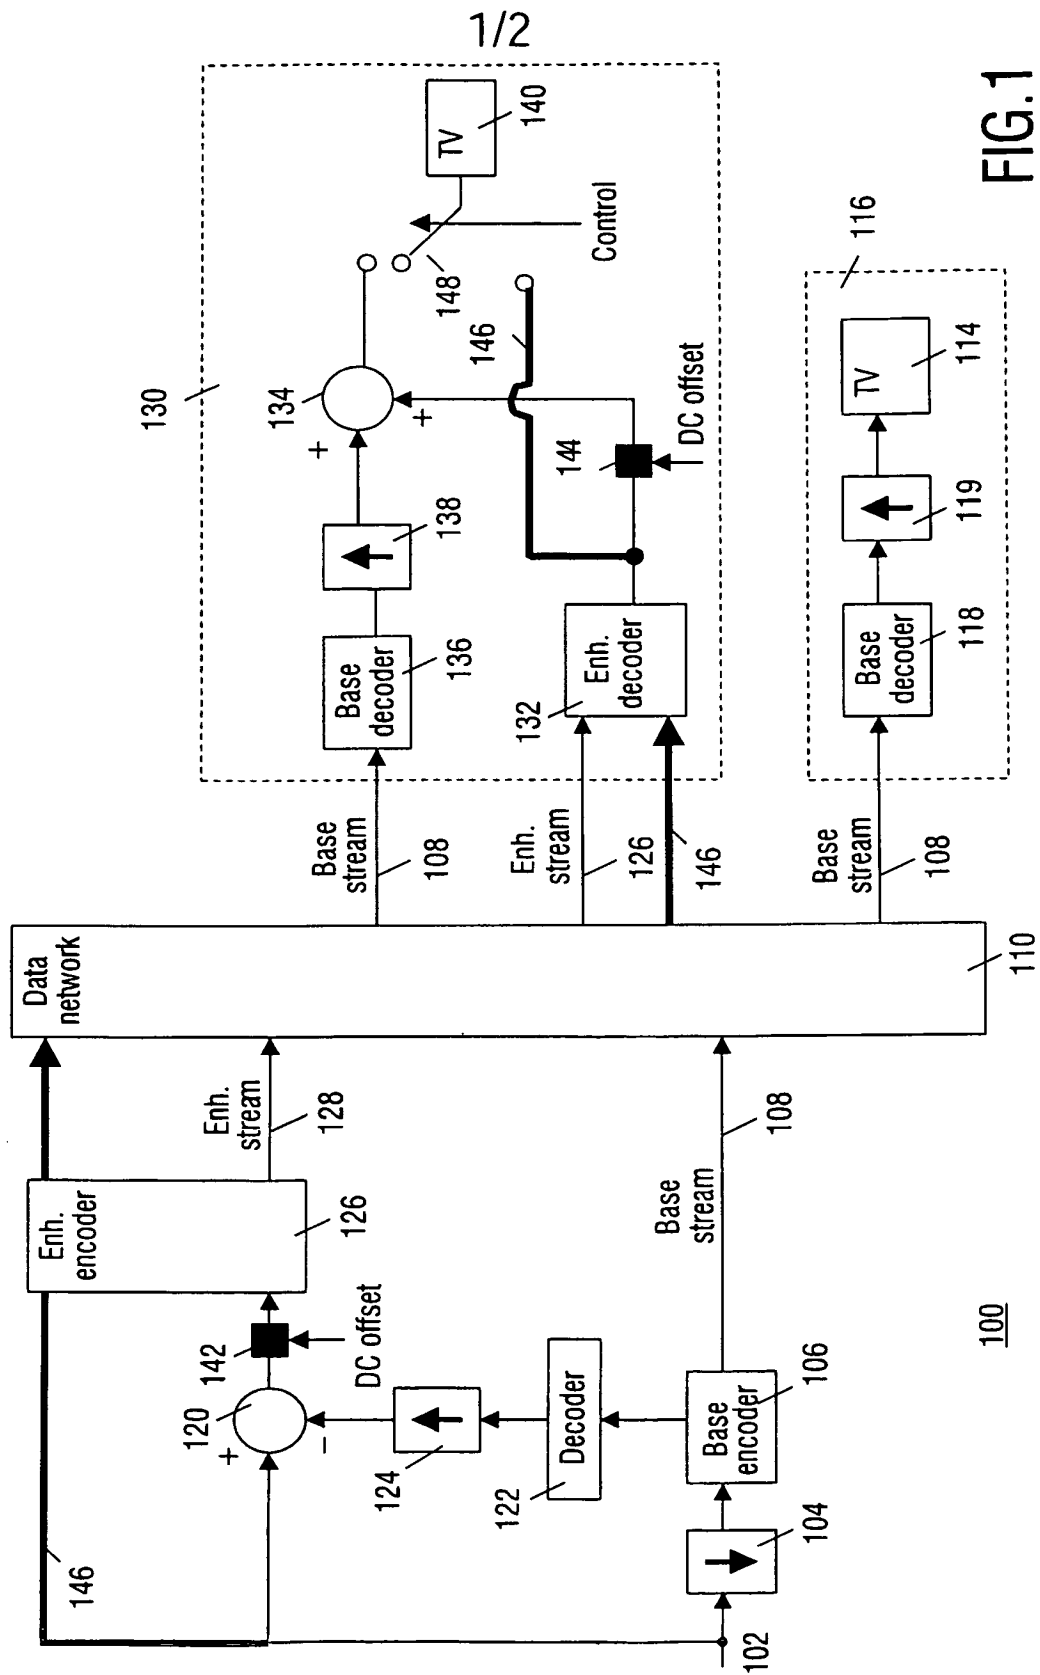 1/2
146
Enh.
encoder
126
Data
network
Enh.
stream
128
+
120
142
DC offset
−
124
Decoder
122
Base
encoder
106
104
102
Base
stream
108
110
100
130
Base
stream
108
Base
decoder
136
138
+
134
+
148
TV
140
Control
146
144
DC offset
Enh.
stream
126
146
132
Enh.
decoder
Base
stream
108
Base
decoder
118
119
TV
114
116
FIG.1